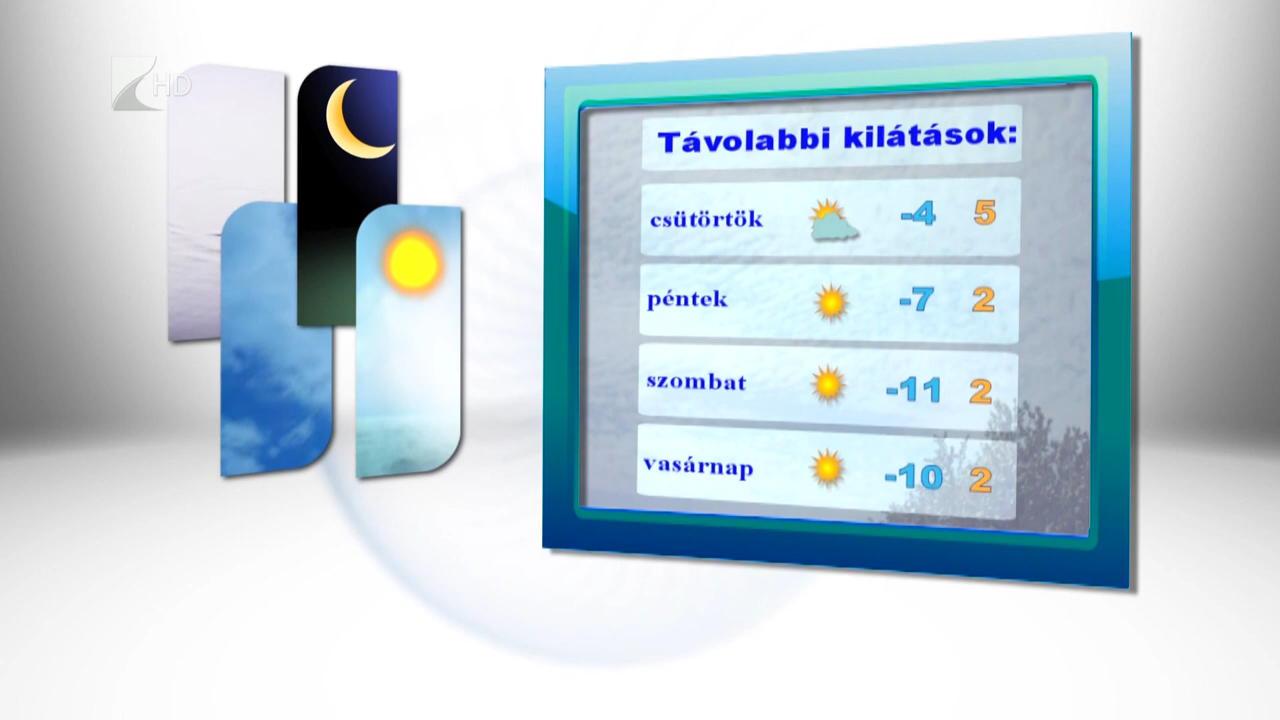 HD
Távolabbi kilátások:
csütörtök -4 5
péntek -7 2
szombat -11 2
vasárnap -10 2